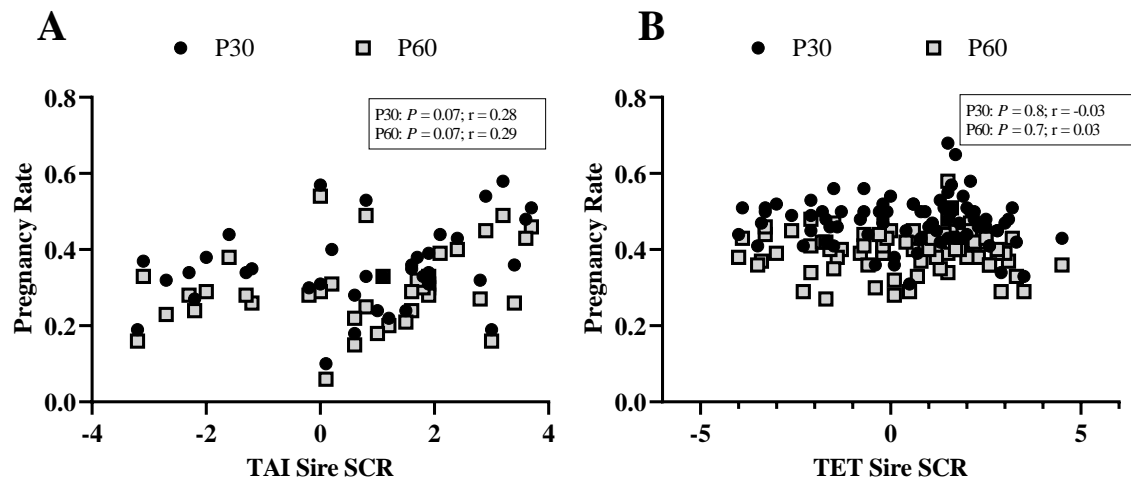 A
P30 P60
P30: P = 0.07; r = 0.28
P60: P = 0.07; r = 0.29
Pregnancy Rate
0.8
0.6
0.4
0.2
0.0
-4 -2 0 2 4
TAI Sire SCR
B
P30 P60
P30: P = 0.8; r = -0.03
P60: P = 0.7; r = 0.03
Pregnancy Rate
0.8
0.6
0.4
0.2
0.0
-5 0 5
TET Sire SCR